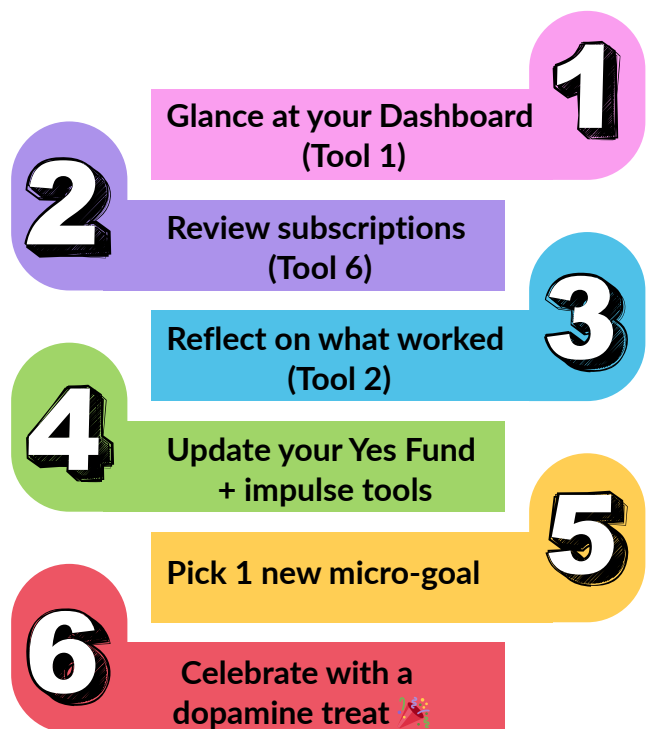 1
Glance at your Dashboard
(Tool 1)
2
Review subscriptions
(Tool 6)
3
Reflect on what worked
(Tool 2)
4
Update your Yes Fund
+ impulse tools
5
Pick 1 new micro-goal
6
Celebrate with a
dopamine treat 🎉